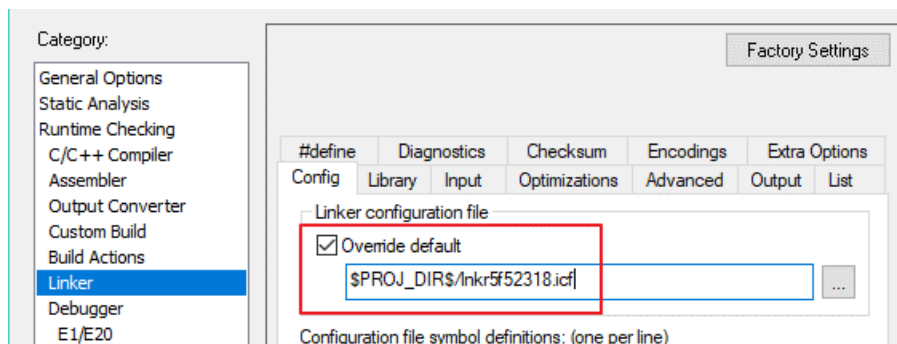 Category:
Factory Settings
General Options
Static Analysis
Runtime Checking
C/C++ Compiler
Assembler
Output Converter
Custom Build
Build Actions
Linker
Debugger
E1/E20
#define Diagnostics Checksum Encodings Extra Options
Config Library Input Optimizations Advanced Output List
Linker configuration file
Override default
$PROJ_DIR$/lnkr5f52318.icf
...
Configuration file symbol definitions: (one per line)